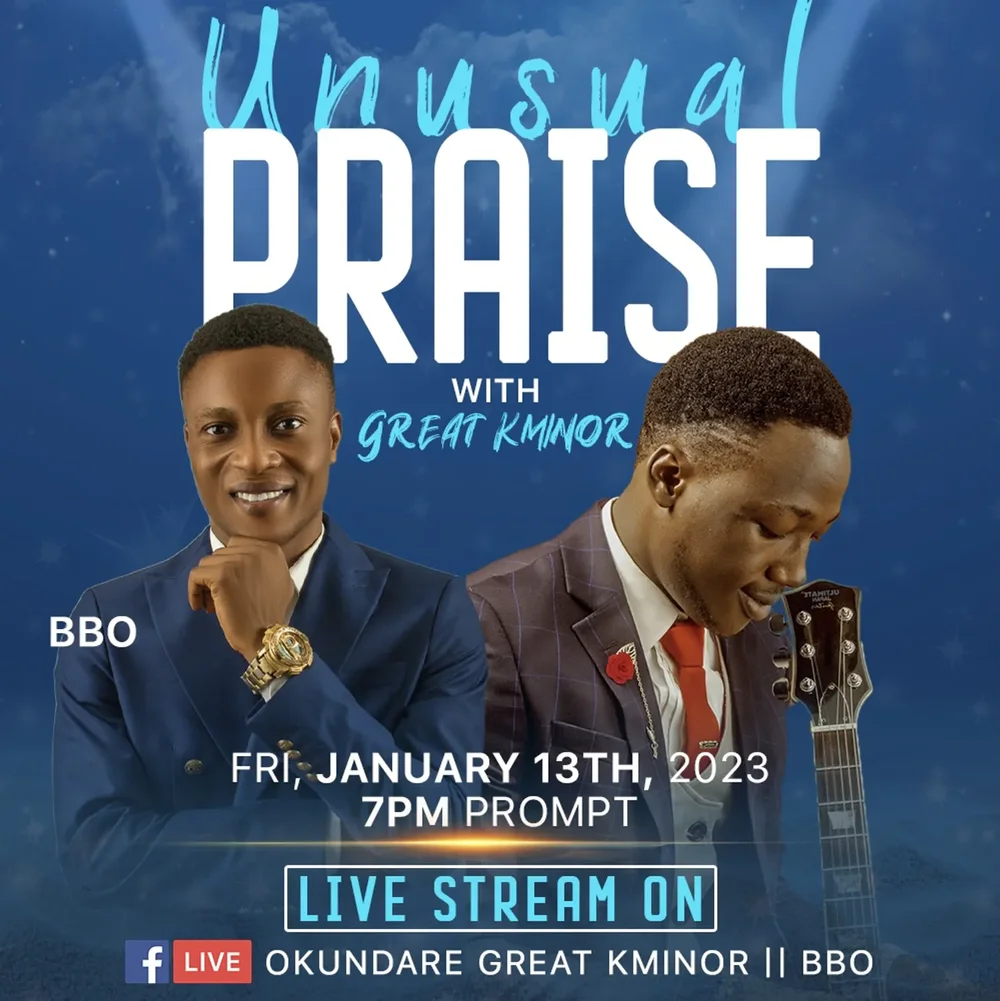 Unusual
PRAISE
WITH
GREAT KMINOR
BBO
ULTIMATE
FRI, JANUARY 13TH, 2023
7PM PROMPT
LIVE STREAM ON
f LIVE OKUNDARE GREAT KMINOR || BBO